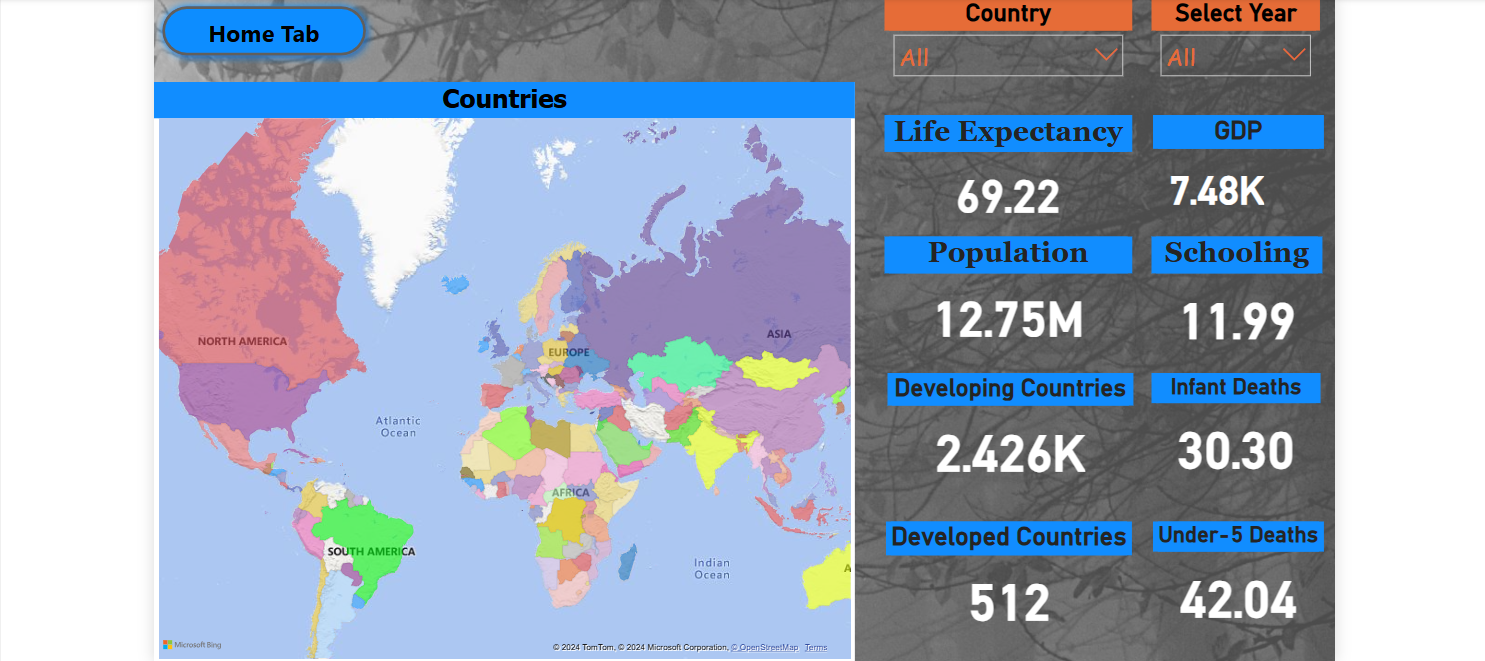 Home Tab
Country
Select Year
All
All
Countries
Life Expectancy
GDP
69.22
7.48K
Population
Schooling
12.75M
11.99
Developing Countries
Infant Deaths
2.426K
30.30
Developed Countries
Under-5 Deaths
512
42.04
NORTH AMERICA
ASIA
EUROPE
Atlantic
Ocean
AFRICA
SOUTH AMERICA
Indian
Ocean
A
Microsoft Bing
© 2024 TomTom, © 2024 Microsoft Corporation, © OpenStreetMap Terms